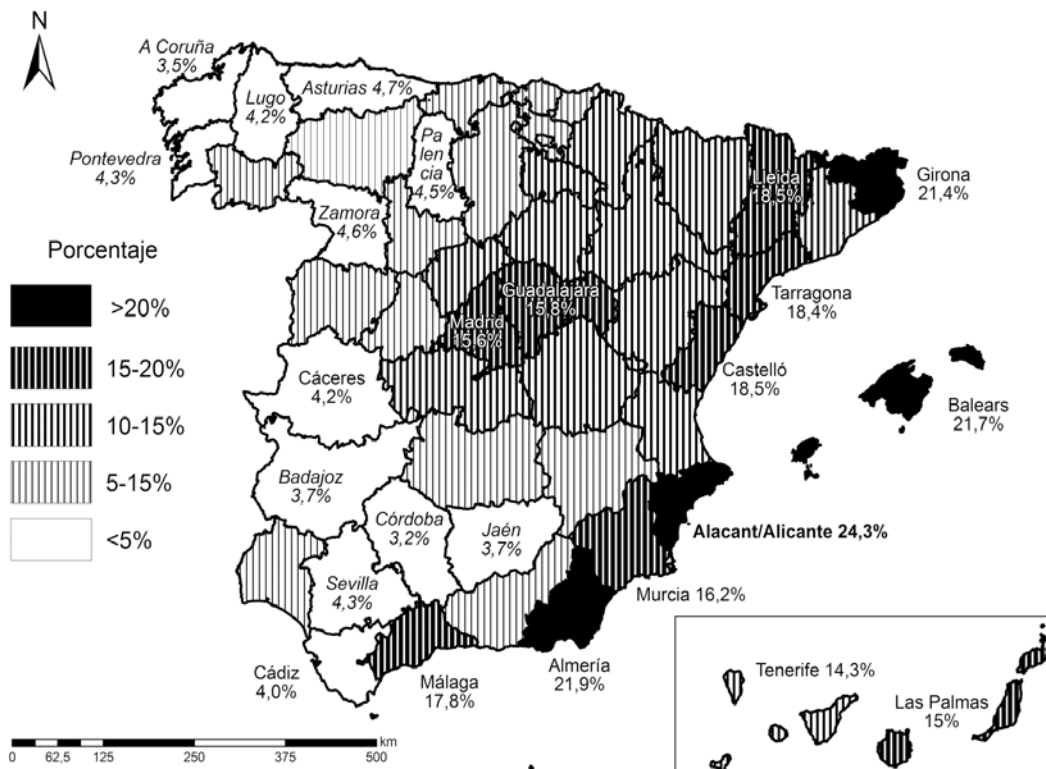 N
A Coruña
3,5%
Lugo
4,2%
Asturias 4,7%
Pontevedra
4,3%
Pa
len
cia
4,5%
Zamora
4,6%
Lleida
18,5%
Girona
21,4%
Porcentaje
>20%
15-20%
10-15%
5-15%
<5%
Guadalajara
15,8%
Madrid
15,6%
Tarragona
18,4%
Castelló
18,5%
Balears
21,7%
Cáceres
4,2%
Badajoz
3,7%
Córdoba
3,2%
Jaén
3,7%
Alacant/Alicante 24,3%
Sevilla
4,3%
Murcia 16,2%
Cádiz
4,0%
Málaga
17,8%
Almería
21,9%
Tenerife 14,3%
Las Palmas
15%
km
0 62,5 125 250 375 500